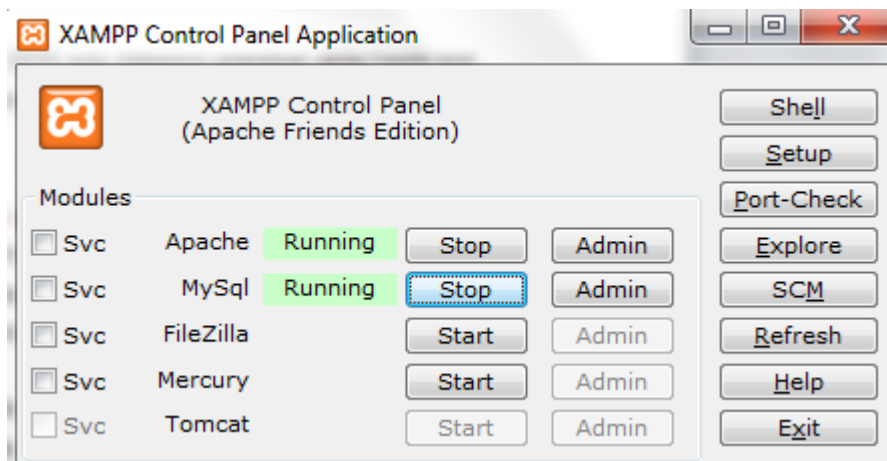 XAMPP Control Panel Application
XAMPP Control Panel
(Apache Friends Edition)
Shell
Setup
Port-Check
Modules
Svc Apache Running Stop Admin Explore
Svc MySql Running Stop Admin SCM
Svc FileZilla Start Admin Refresh
Svc Mercury Start Admin Help
Svc Tomcat Start Admin Exit